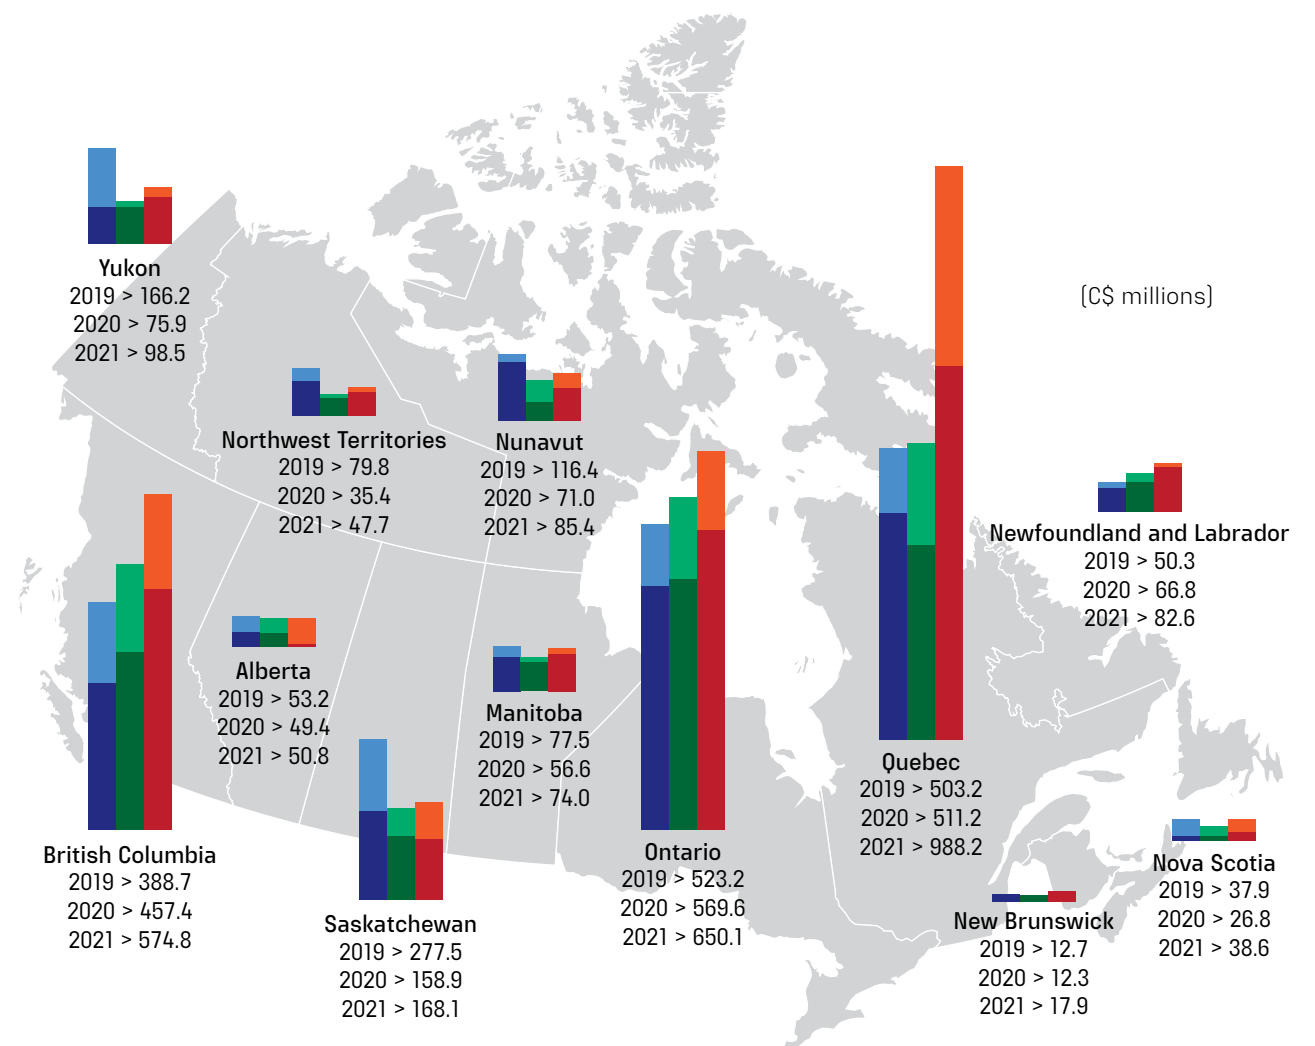 Yukon
2019 > 166.2
2020 > 75.9
2021 > 98.5
(C$ millions)
Northwest Territories
2019 > 79.8
2020 > 35.4
2021 > 47.7
Nunavut
2019 > 116.4
2020 > 71.0
2021 > 85.4
Newfoundland and Labrador
2019 > 50.3
2020 > 66.8
2021 > 82.6
Alberta
2019 > 53.2
2020 > 49.4
2021 > 50.8
Manitoba
2019 > 77.5
2020 > 56.6
2021 > 74.0
Quebec
2019 > 503.2
2020 > 511.2
2021 > 988.2
British Columbia
2019 > 388.7
2020 > 457.4
2021 > 574.8
Saskatchewan
2019 > 277.5
2020 > 158.9
2021 > 168.1
Ontario
2019 > 523.2
2020 > 569.6
2021 > 650.1
New Brunswick
2019 > 12.7
2020 > 12.3
2021 > 17.9
Nova Scotia
2019 > 37.9
2020 > 26.8
2021 > 38.6